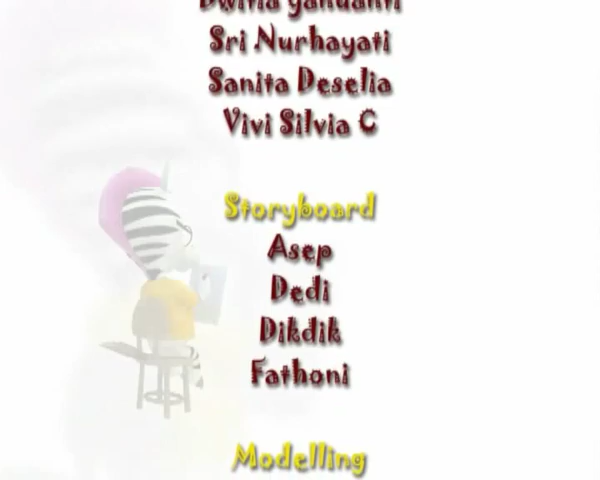 Sri Nurhayati
Sanita Deselia
Vivi Silvia C
Storyboard
Asep
Dedi
Dikdik
Fathoni
Modelling